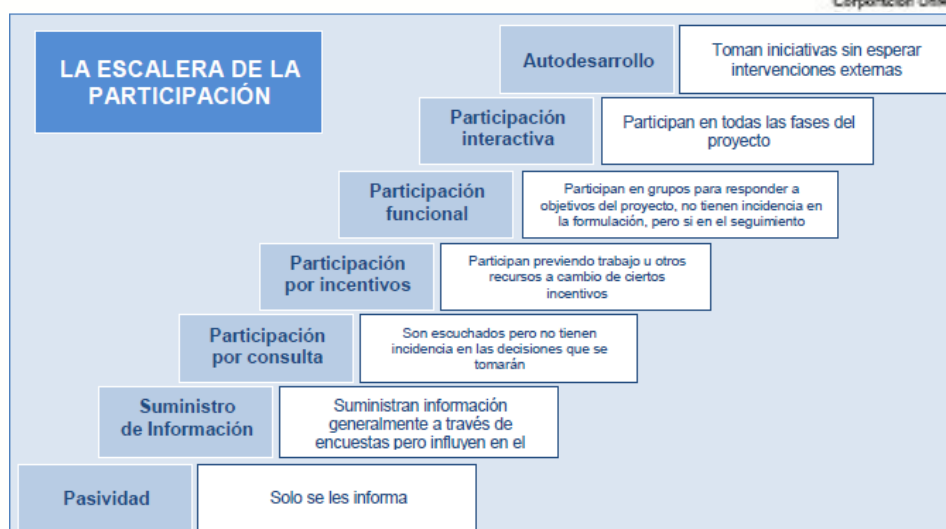 Corporación
LA ESCALERA DE LA
PARTICIPACIÓN
Autodesarrollo
Toman iniciativas sin esperar
intervenciones externas
Participación
interactiva
Participan en todas las fases del
proyecto
Participación
funcional
Participan en grupos para responder a
objetivos del proyecto, no tienen incidencia en
la formulación, pero si en el seguimiento
Participación
por incentivos
Participan previendo trabajo u otros
recursos a cambio de ciertos
incentivos
Participación
por consulta
Son escuchados pero no tienen
incidencia en las decisiones que se
tomarán
Suministro
de Información
Suministran información
generalmente a través de
encuestas pero influyen en el
Pasividad
Solo se les informa